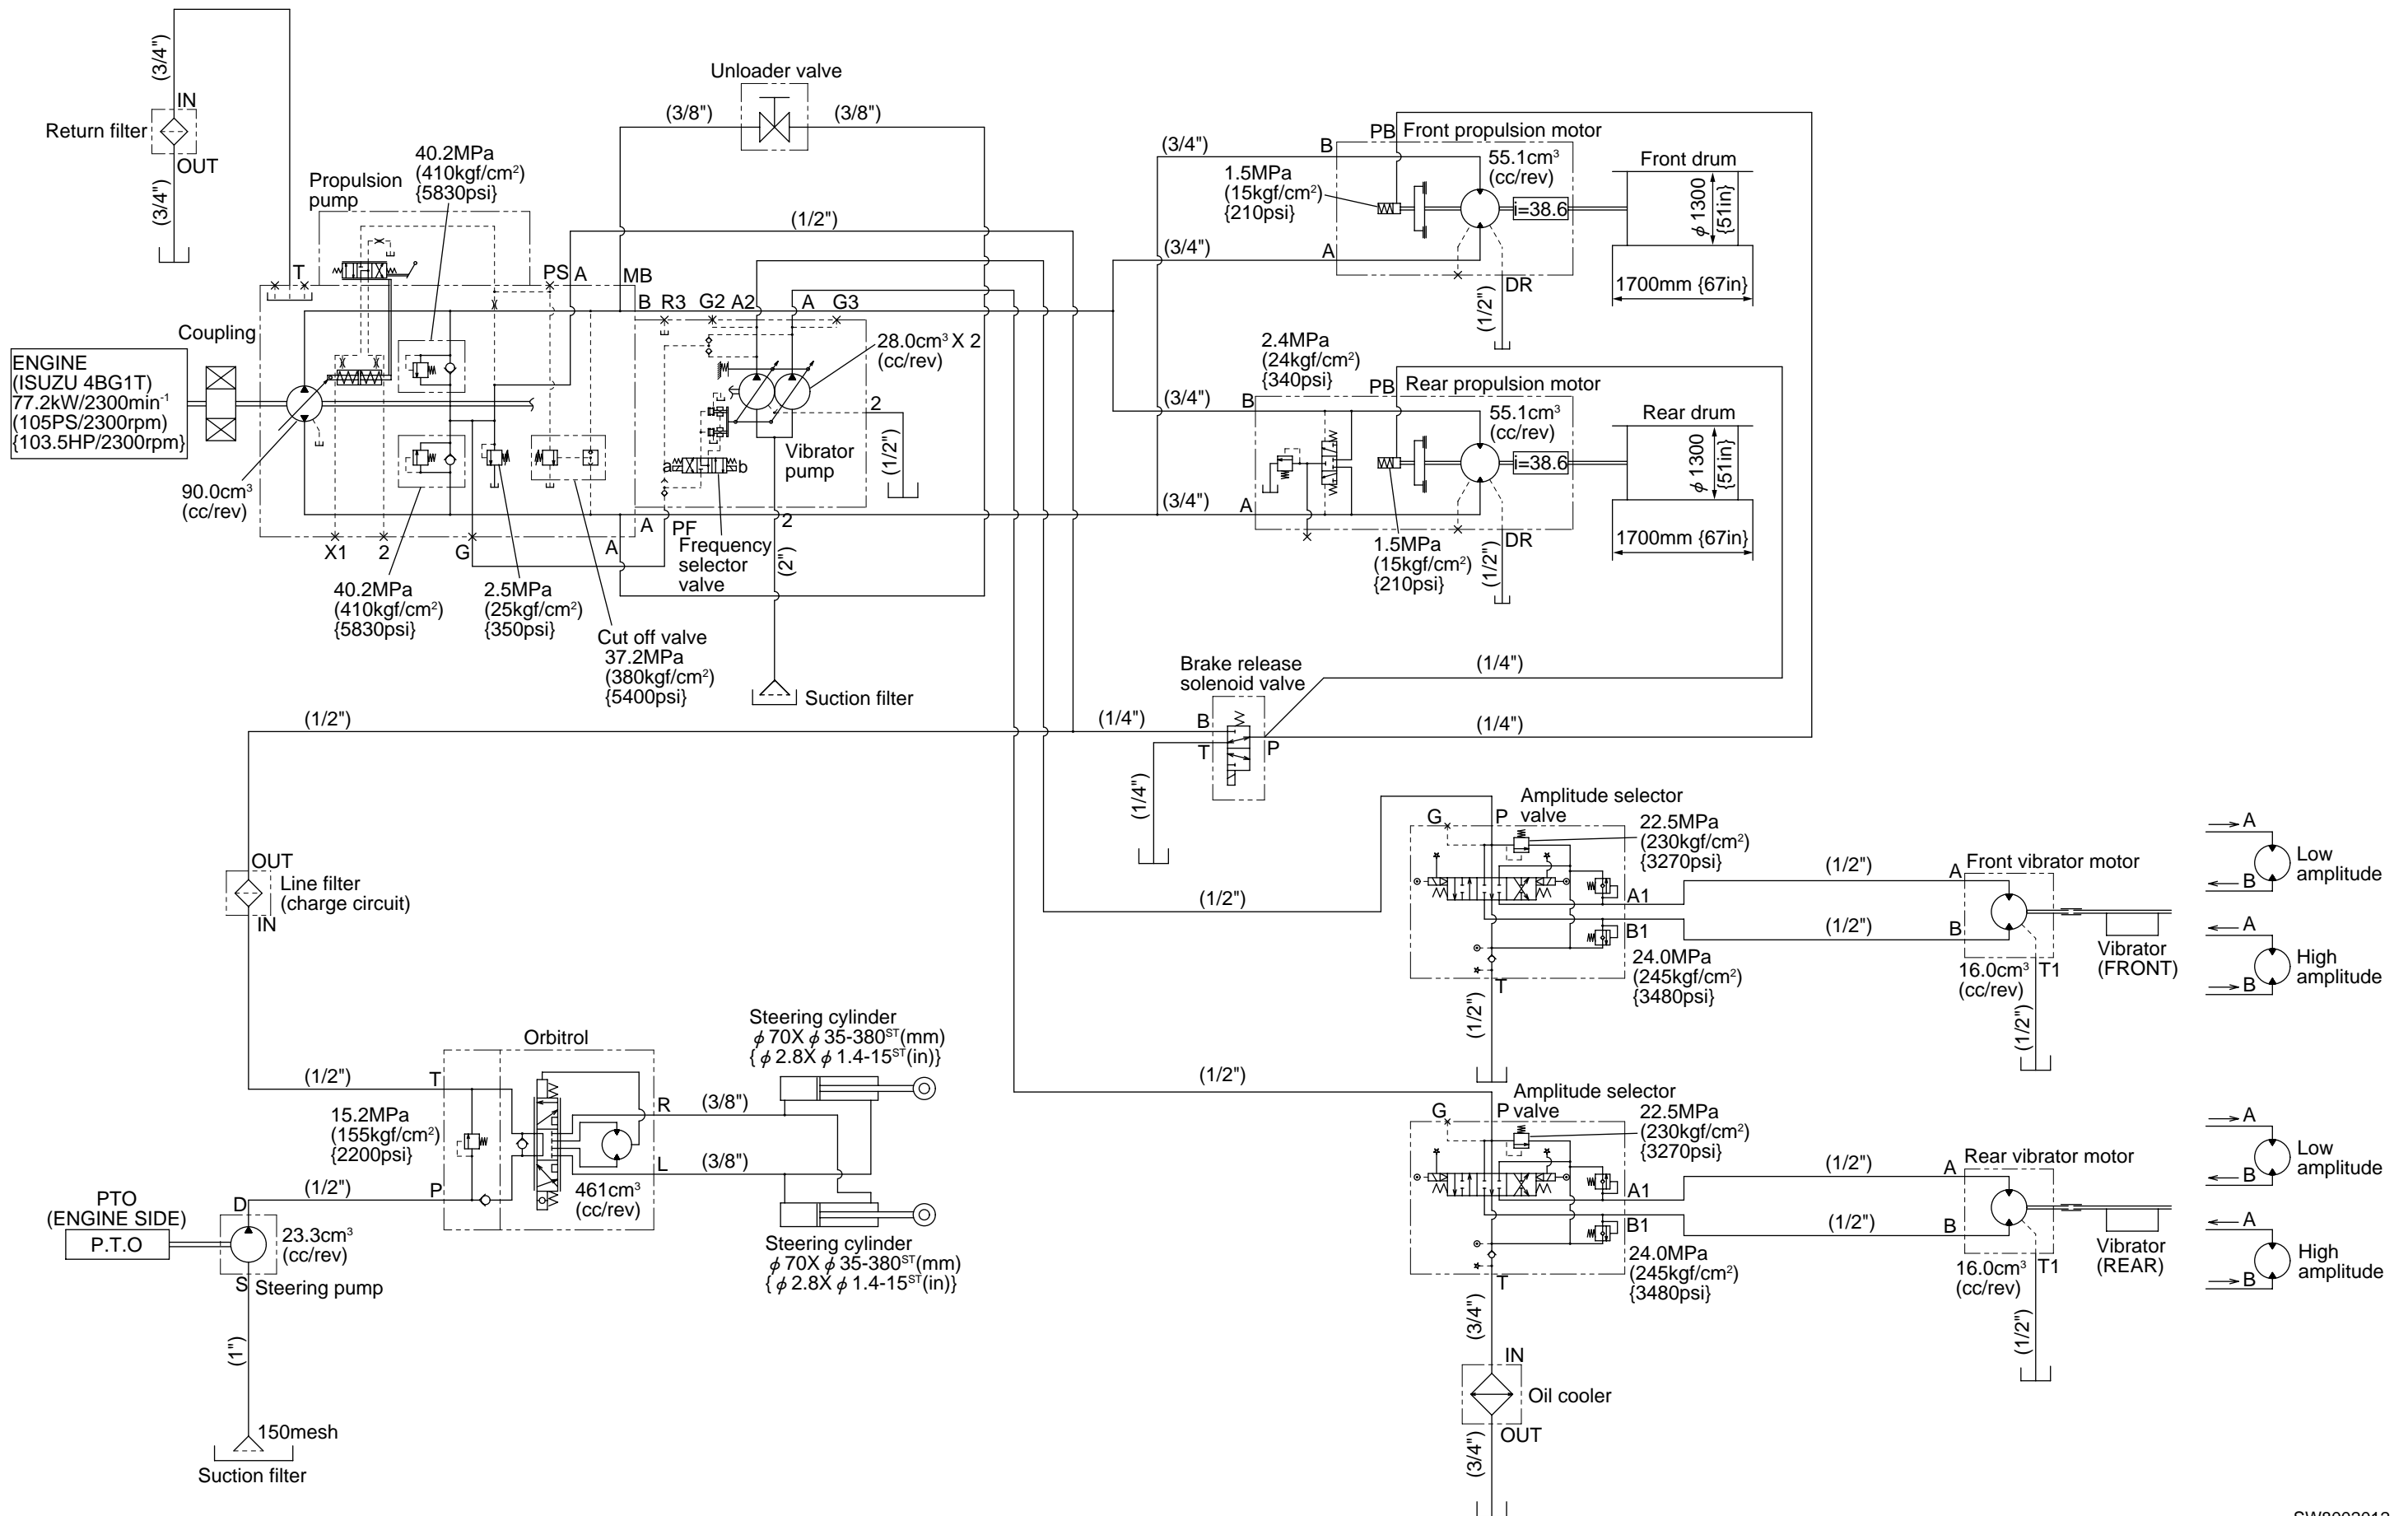 (3/4")
IN
Return filter
OUT
(3/4")
Unloader valve
(3/8")
(3/8")
40.2MPa
(410kgf/cm²)
{5830psi}
Propulsion
pump
(1/2")
T
PS
A
MB
B
R3
G2
A2
A
G3
Coupling
ENGINE
(ISUZU 4BG1T)
77.2kW/2300min⁻¹
(105PS/2300rpm)
{103.5HP/2300rpm}
28.0cm³ X 2
(cc/rev)
2
Vibrator
pump
(1/2")
a
b
90.0cm³
(cc/rev)
X1
2
G
A
A
PF
2
Frequency
selector
valve
(2")
40.2MPa
(410kgf/cm²)
{5830psi}
2.5MPa
(25kgf/cm²)
{350psi}
Cut off valve
37.2MPa
(380kgf/cm²)
{5400psi}
Suction filter
PB
Front propulsion motor
(3/4")
B
1.5MPa
(15kgf/cm²)
{210psi}
55.1cm³
(cc/rev)
i=38.6
Front drum
φ 1300
{51in}
1700mm {67in}
(3/4")
A
DR
(1/2")
2.4MPa
(24kgf/cm²)
{340psi}
PB
Rear propulsion motor
(3/4")
B
55.1cm³
(cc/rev)
i=38.6
Rear drum
φ 1300
{51in}
1700mm {67in}
(3/4")
A
DR
(1/2")
1.5MPa
(15kgf/cm²)
{210psi}
Brake release
solenoid valve
(1/4")
(1/4")
(1/4")
B
T
P
(1/4")
(1/2")
OUT
Line filter
(charge circuit)
IN
Orbitrol
(1/2")
T
15.2MPa
(155kgf/cm²)
{2200psi}
(1/2")
P
R
(3/8")
L
(3/8")
461cm³
(cc/rev)
Steering cylinder
φ 70X φ 35-380ST(mm)
{ φ 2.8X φ 1.4-15ST(in)}
Steering cylinder
φ 70X φ 35-380ST(mm)
{ φ 2.8X φ 1.4-15ST(in)}
PTO
(ENGINE SIDE)
P.T.O
D
23.3cm³
(cc/rev)
S
Steering pump
(1")
150mesh
Suction filter
(1/2")
Amplitude selector
valve
G
P
22.5MPa
(230kgf/cm²)
{3270psi}
A1
B1
24.0MPa
(245kgf/cm²)
{3480psi}
T
(1/2")
(1/2")
(1/2")
Front vibrator motor
A
B
16.0cm³
(cc/rev)
T1
(1/2")
Vibrator
(FRONT)
A
B
Low
amplitude
A
B
High
amplitude
(1/2")
Amplitude selector
valve
G
P
22.5MPa
(230kgf/cm²)
{3270psi}
A1
B1
24.0MPa
(245kgf/cm²)
{3480psi}
T
(3/4")
(1/2")
(1/2")
Rear vibrator motor
A
B
16.0cm³
(cc/rev)
T1
(1/2")
Vibrator
(REAR)
A
B
Low
amplitude
A
B
High
amplitude
IN
Oil cooler
OUT
(3/4")